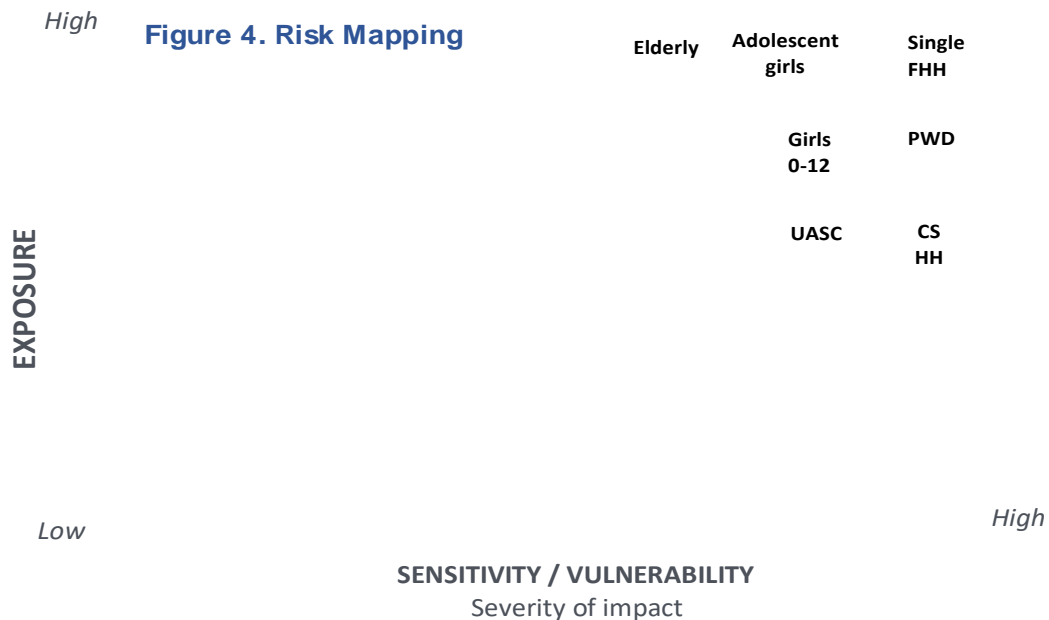 High
Figure 4. Risk Mapping
Elderly
Adolescent
girls
Single
FHH
Girls
0-12
PWD
UASC
CS
HH
EXPOSURE
Low
High
SENSITIVITY / VULNERABILITY
Severity of impact